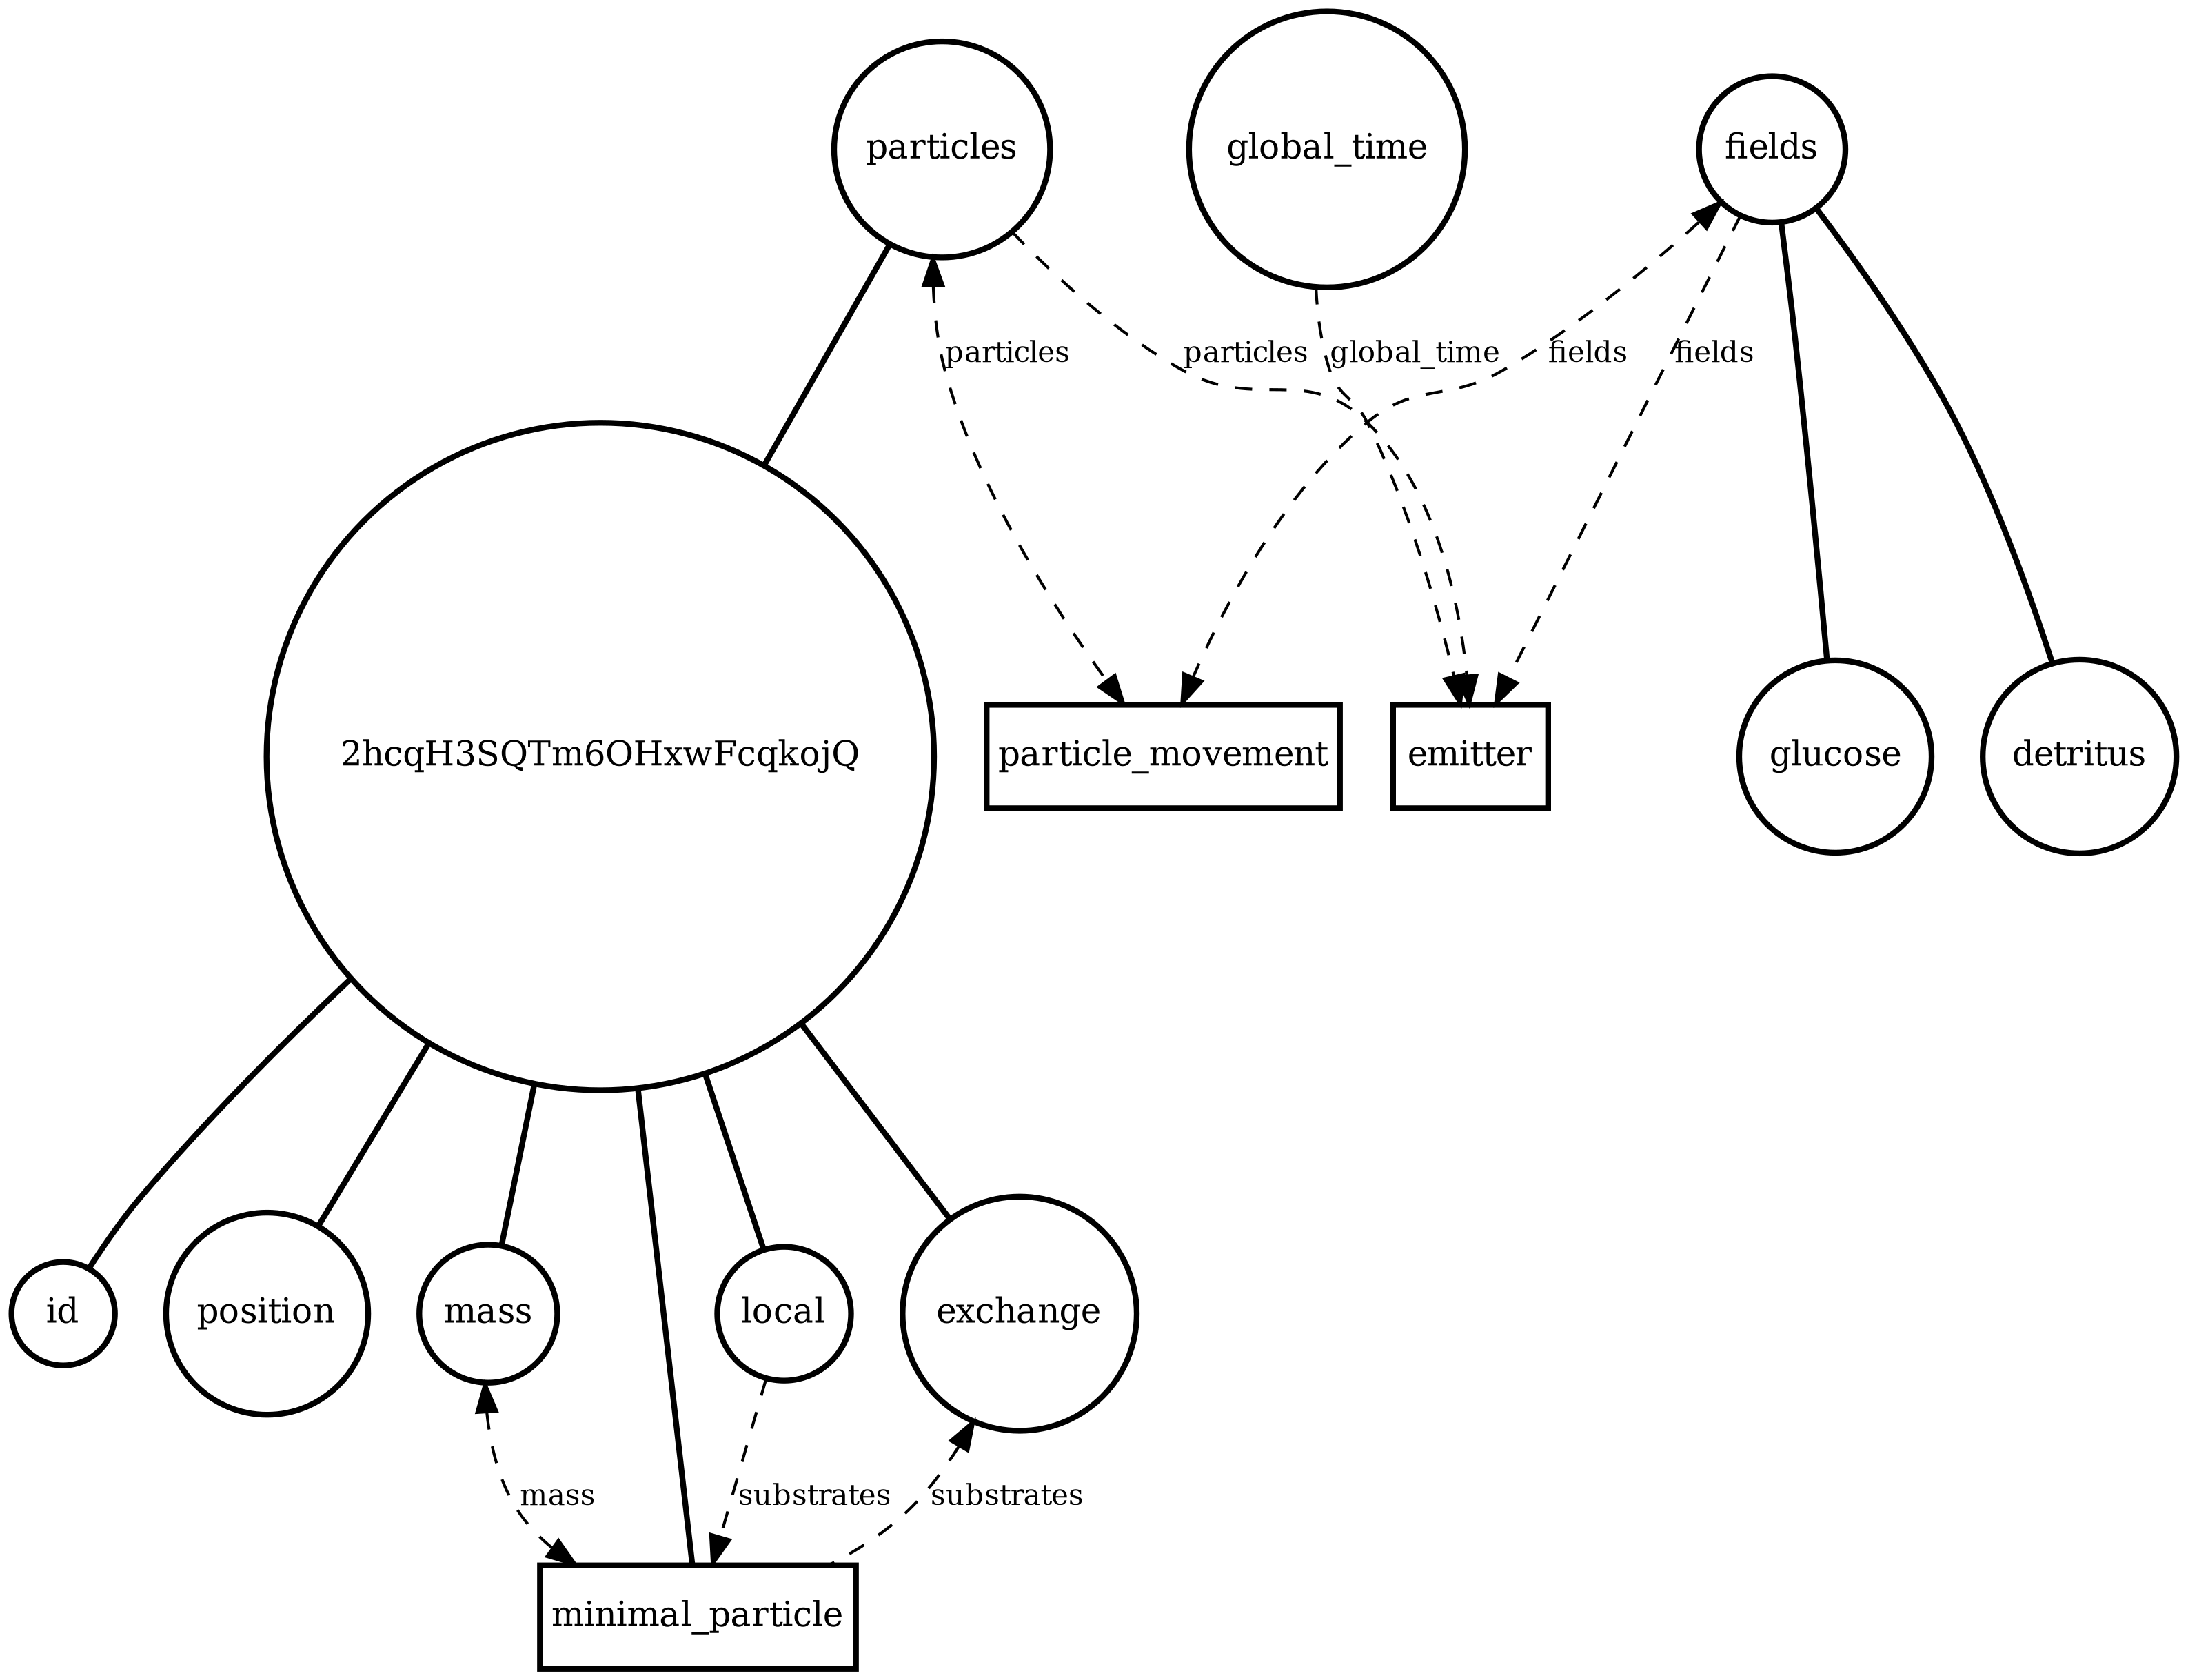 particles
global_time
fields
particles
particles
global_time
fields
fields
2hcqH3SQTm6OHxwFcqkojQ
particle_movement
emitter
glucose
detritus
id
position
mass
local
exchange
mass
substrates
substrates
minimal_particle